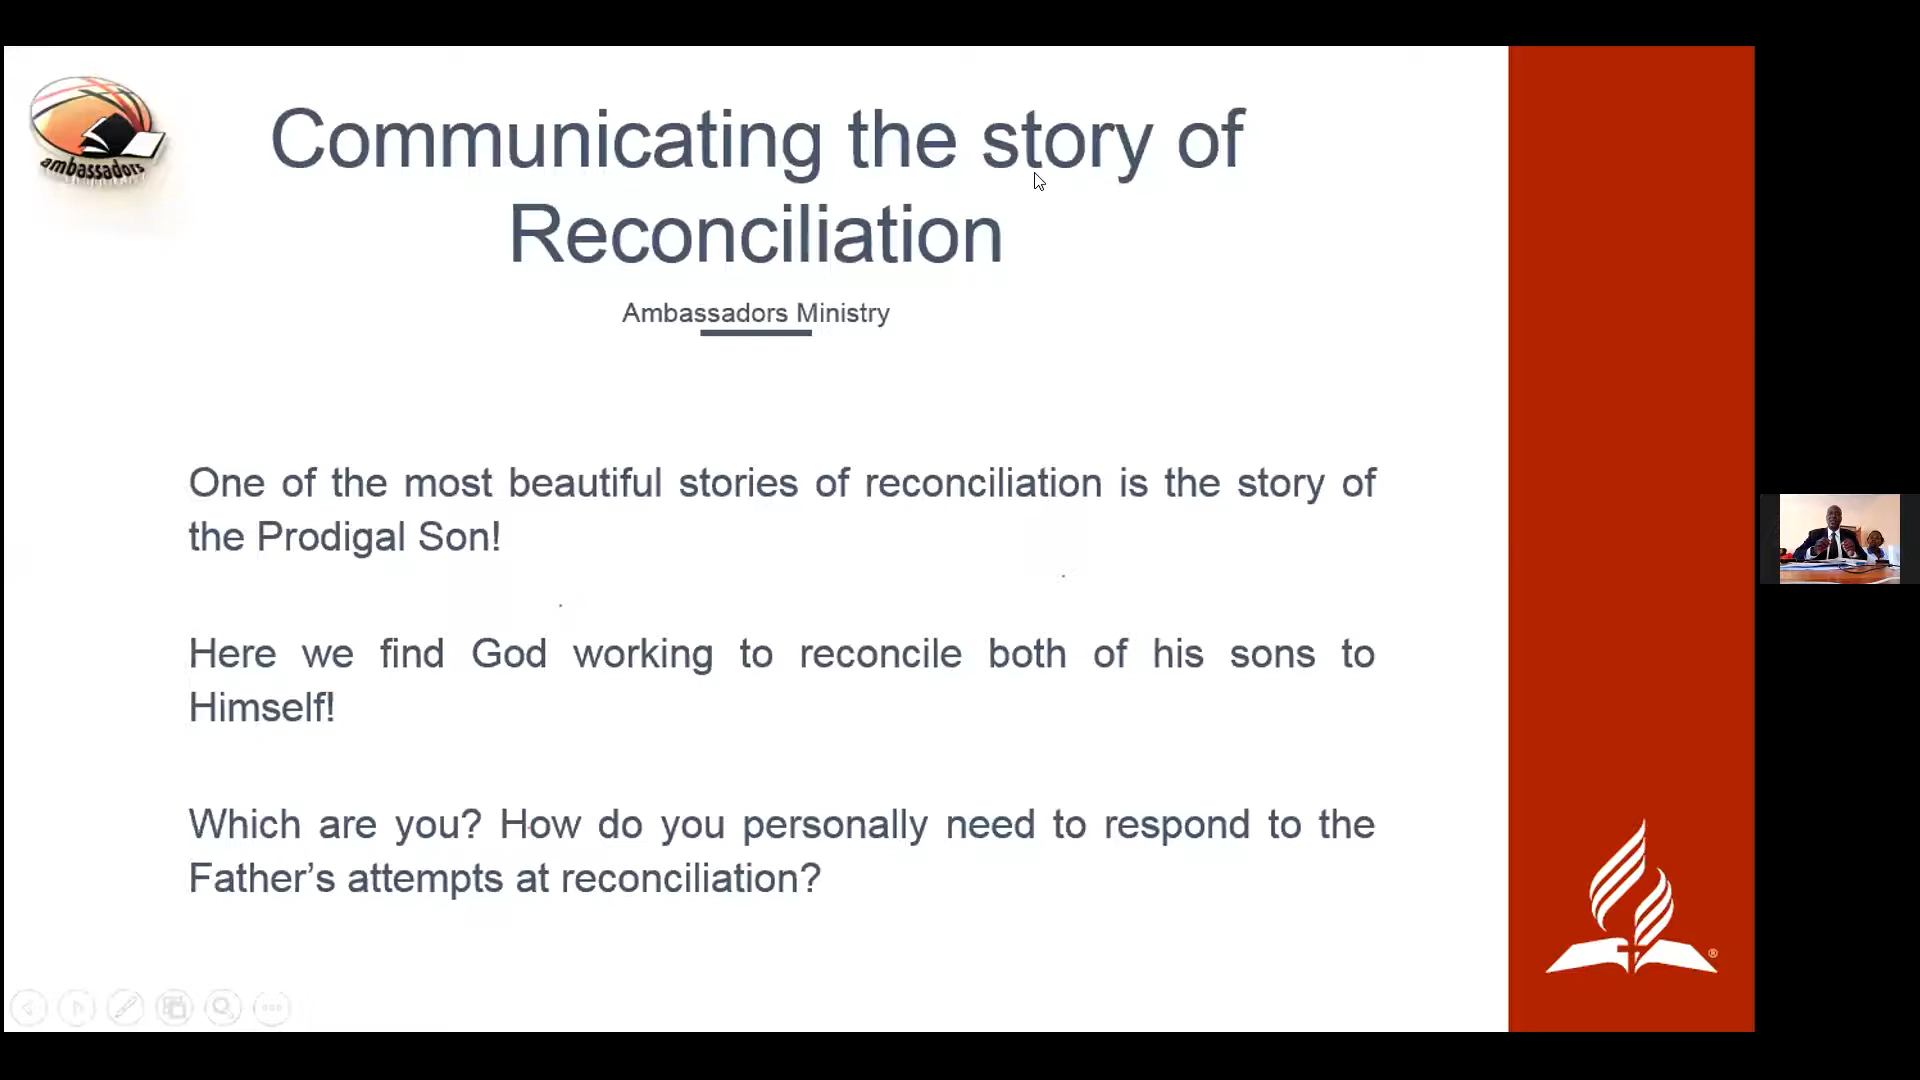 ambassadors
Communicating the story of
Reconciliation
Ambassadors Ministry
One of the most beautiful stories of reconciliation is the story of
the Prodigal Son!
Here we find God working to reconcile both of his sons to
Himself!
Which are you? How do you personally need to respond to the
Father’s attempts at reconciliation?
®